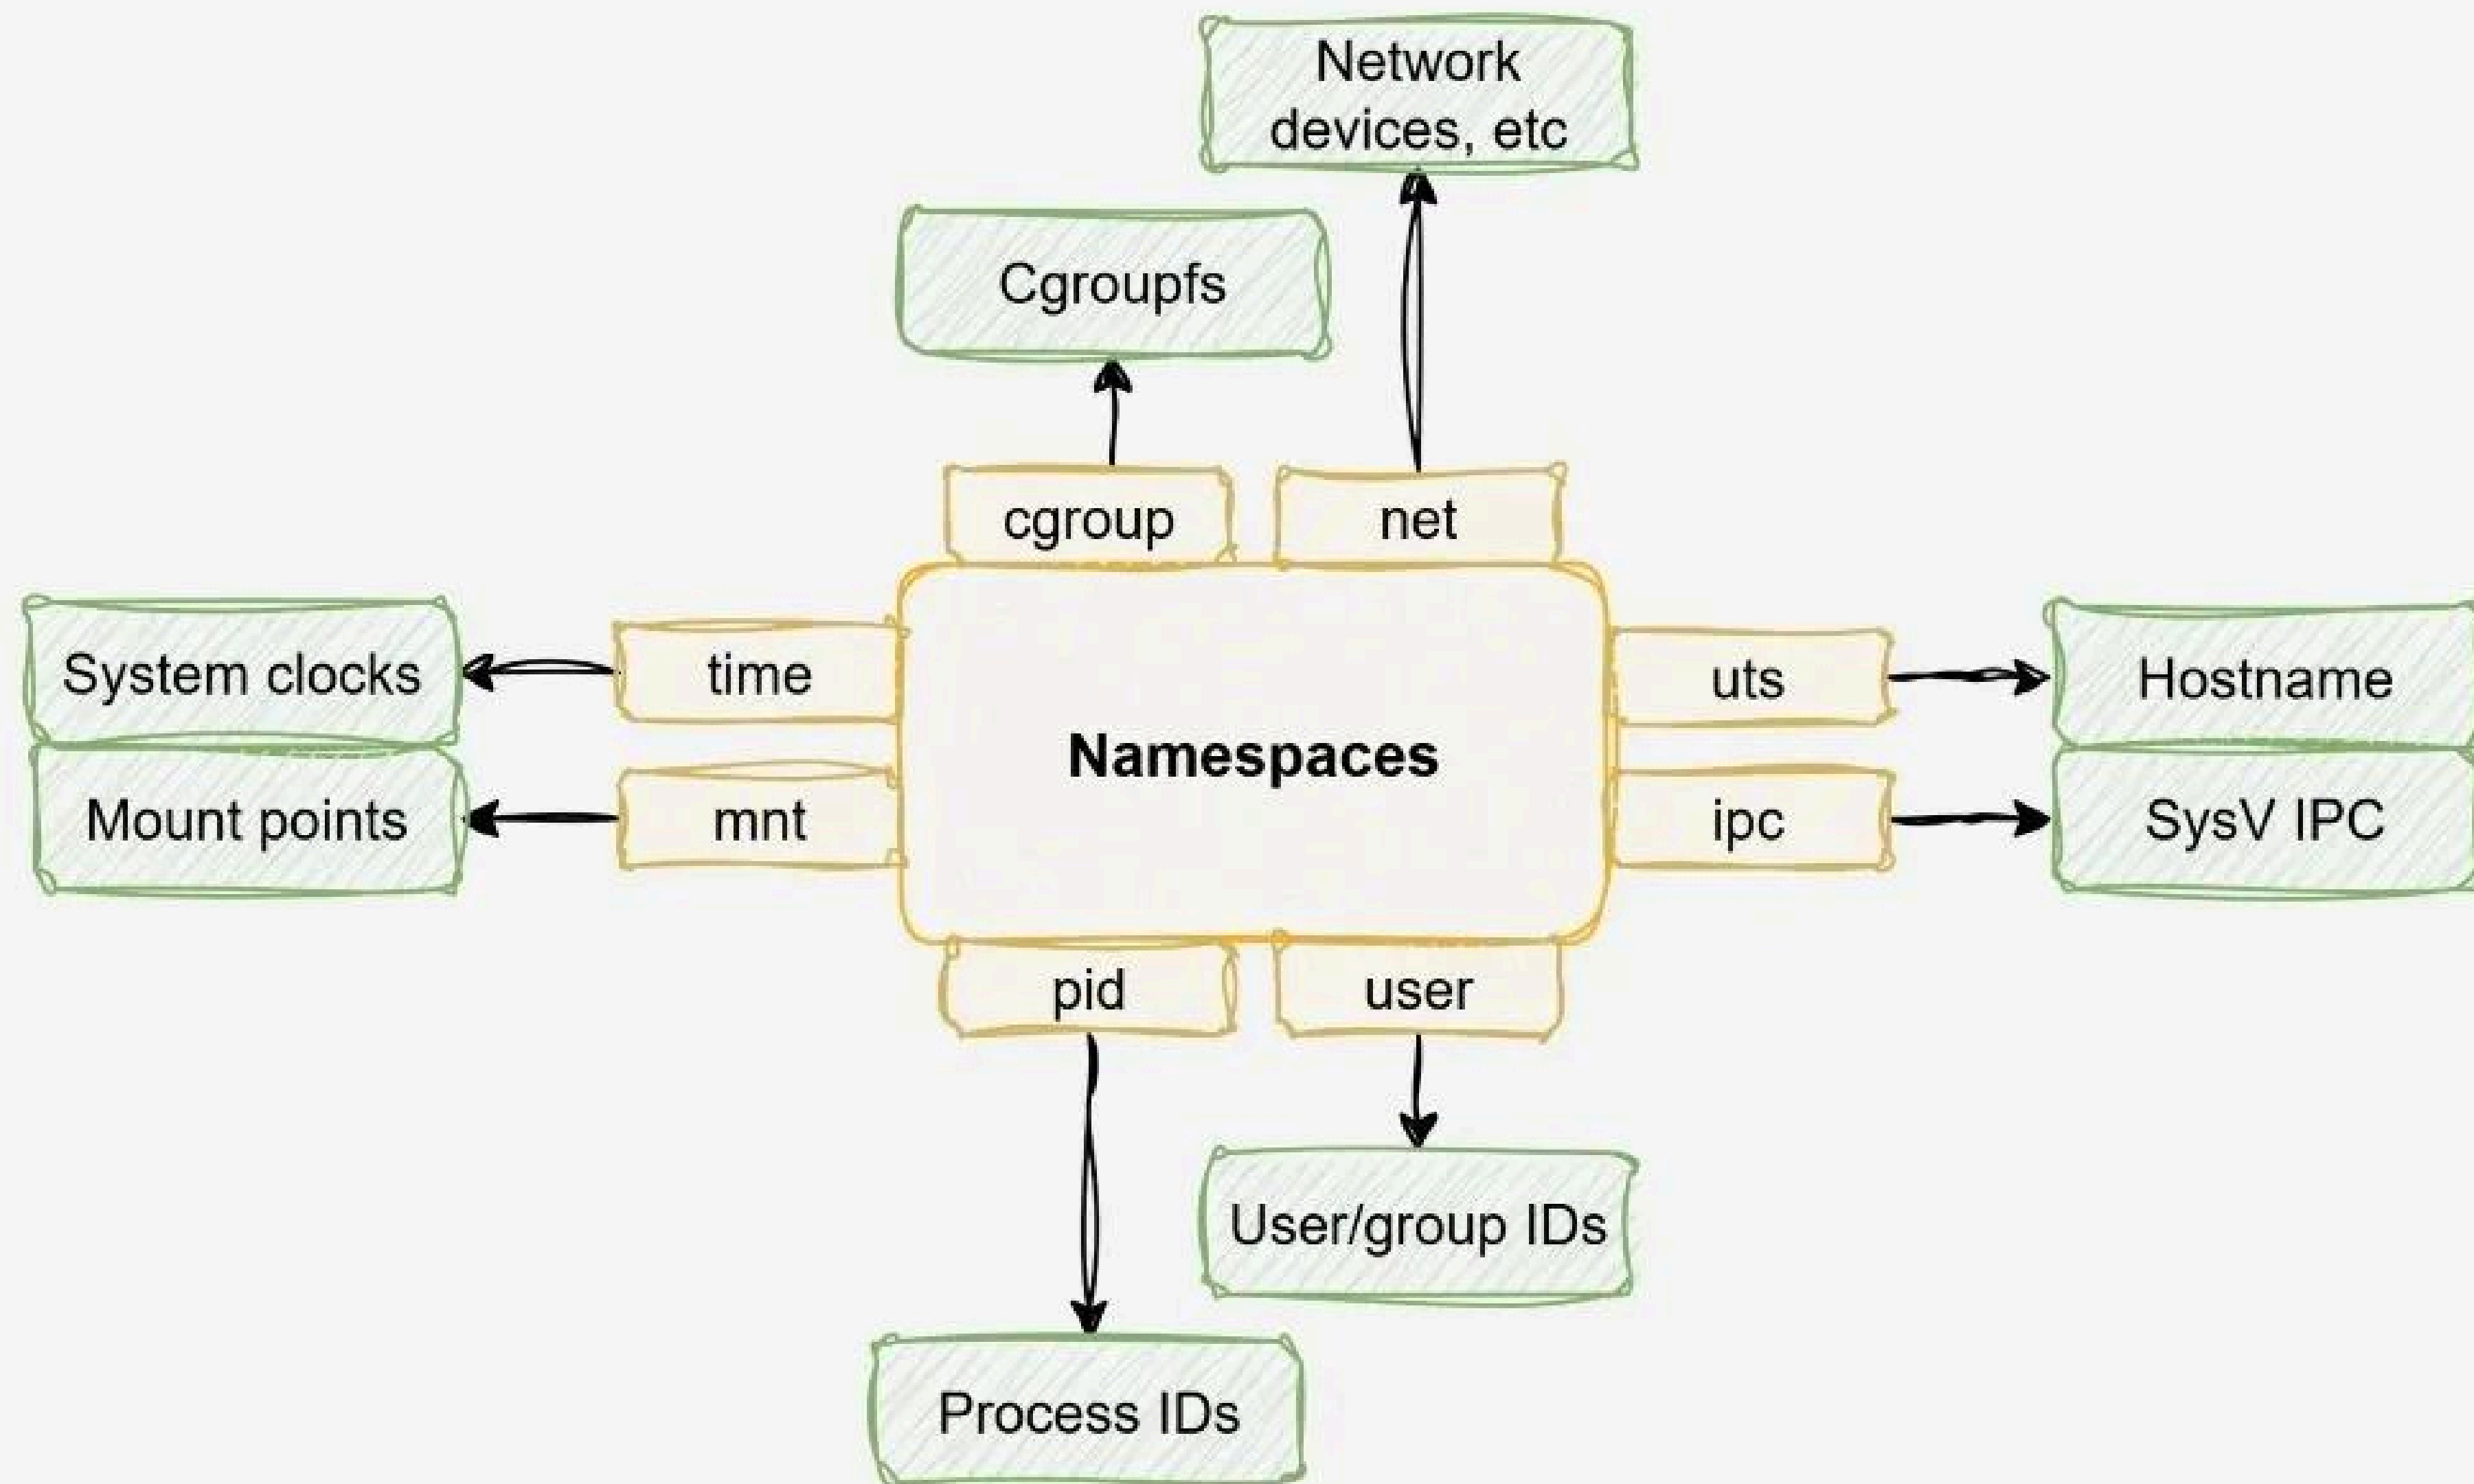 Network
devices, etc
Cgroupfs
cgroup
net
System clocks
time
uts
Hostname
Namespaces
Mount points
mnt
ipc
SysV IPC
pid
user
User/group IDs
Process IDs